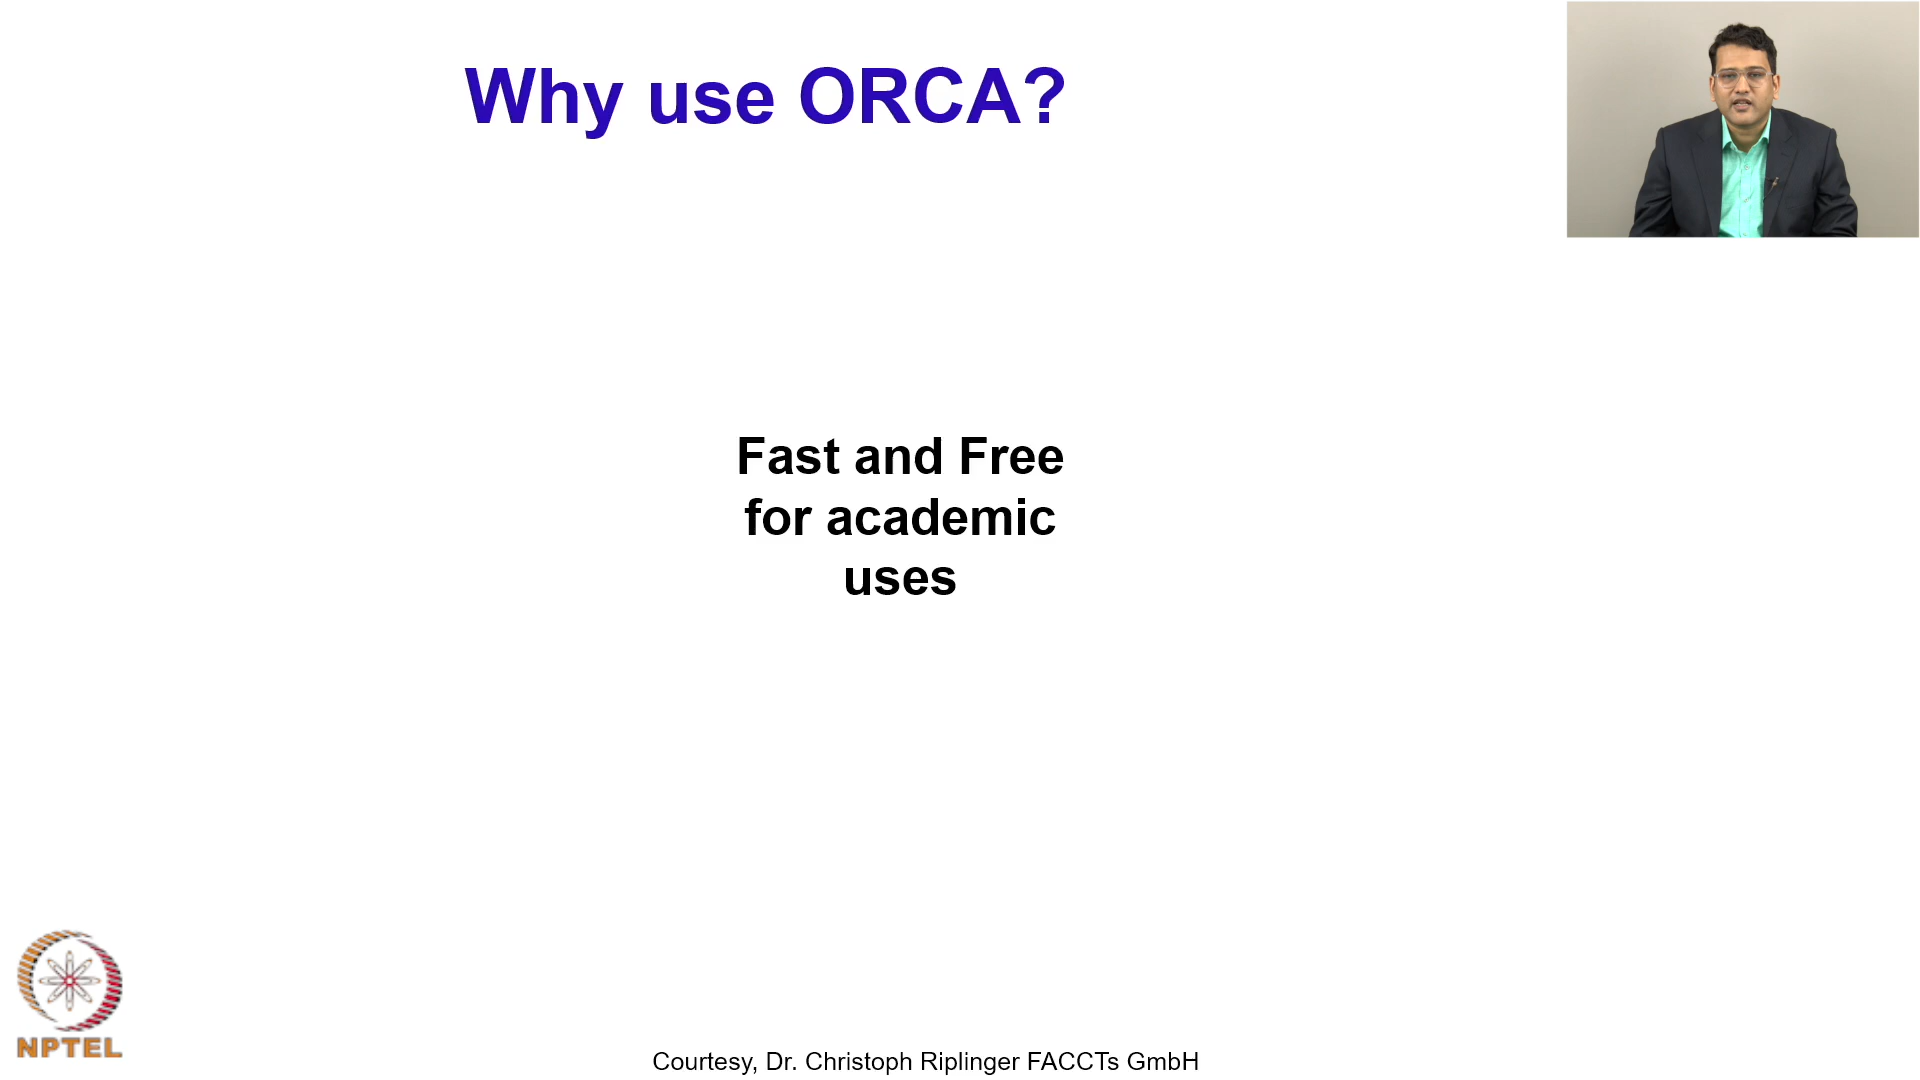 Why use ORCA?
Fast and Free
for academic
uses
NPTEL
Courtesy, Dr. Christoph Riplinger FACCTs GmbH